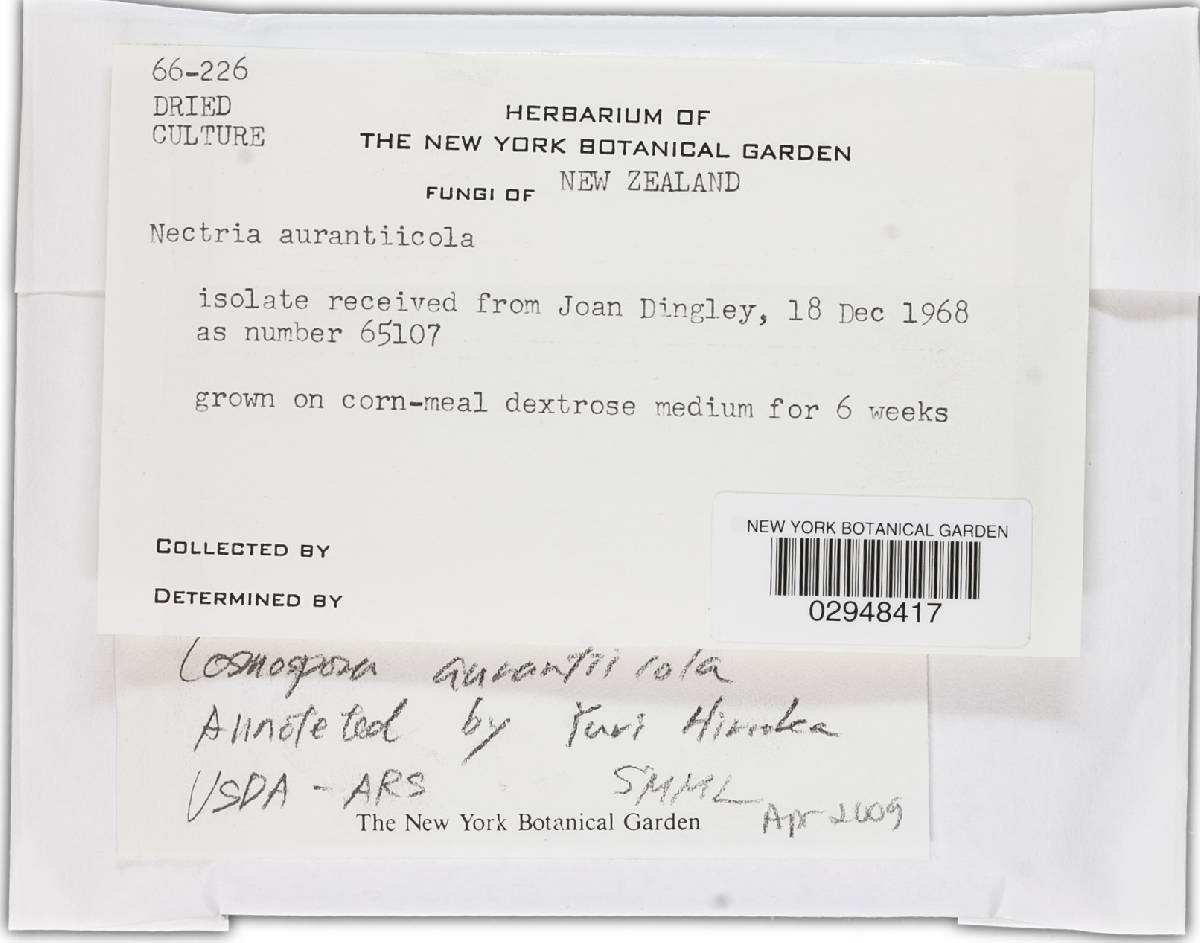 66-226
DRIED
CULTURE
HERBARIUM OF
THE NEW YORK BOTANICAL GARDEN
FUNGI OF NEW ZEALAND
Nectria aurantiicola
isolate received from Joan Dingley, 18 Dec 1968
as number 65107
grown on corn-meal dextrose medium for 6 weeks
COLLECTED BY
DETERMINED BY
NEW YORK BOTANICAL GARDEN
02948417
Cosmospora aurantiicola
Annoteted by Yuri Hirooka
USDA - ARS SMML
The New York Botanical Garden
Apr 2009